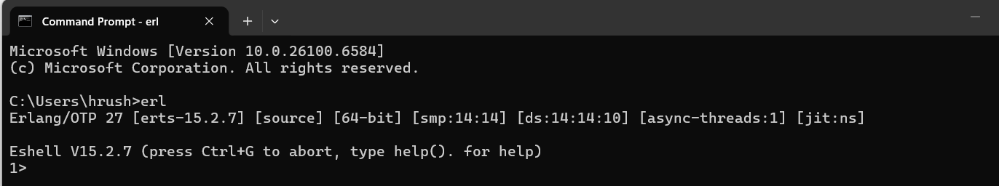 Command Prompt - erl
Microsoft Windows [Version 10.0.26100.6584]
(c) Microsoft Corporation. All rights reserved.
C:\Users\hrush>erl
Erlang/OTP 27 [erts-15.2.7] [source] [64-bit] [smp:14:14] [ds:14:14:10] [async-threads:1] [jit:ns]
Eshell V15.2.7 (press Ctrl+G to abort, type help(). for help)
1>